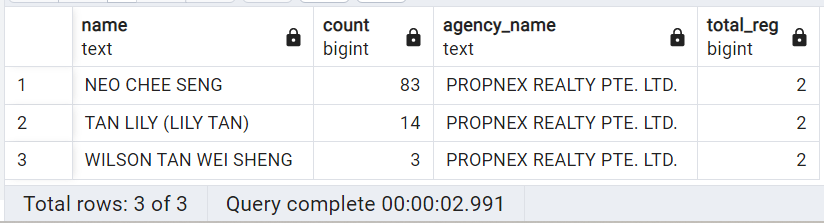 name count agency_name total_reg
text bigint text bigint
1 NEO CHEE SENG 83 PROPNEX REALTY PTE. LTD. 2
2 TAN LILY (LILY TAN) 14 PROPNEX REALTY PTE. LTD. 2
3 WILSON TAN WEI SHENG 3 PROPNEX REALTY PTE. LTD. 2
Total rows: 3 of 3 Query complete 00:00:02.991